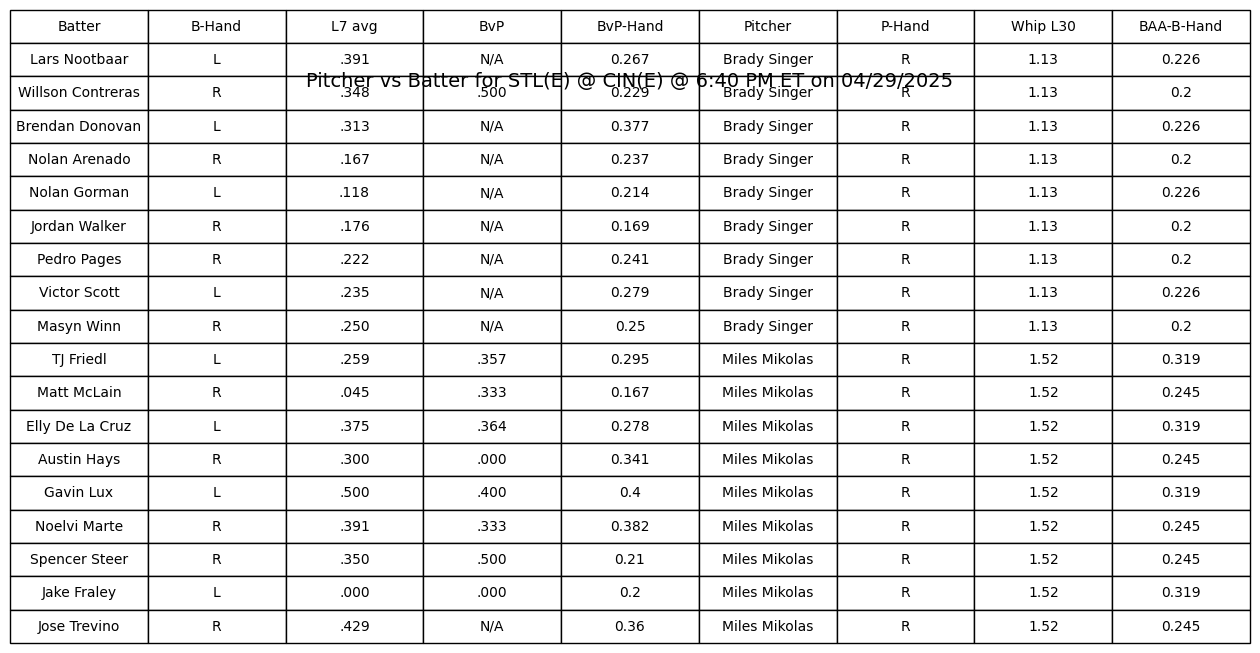 Batter B-Hand L7 avg BvP BvP-Hand Pitcher P-Hand Whip L30 BAA-B-Hand
Lars Nootbaar L .391 N/A 0.267 Brady Singer R 1.13 0.226
Pitcher vs Batter for STL(E) @ CIN(E) @ 6:40 PM ET on 04/29/2025
Willson Contreras R .348 .500 0.229 Brady Singer R 1.13 0.2
Brendan Donovan L .313 N/A 0.377 Brady Singer R 1.13 0.226
Nolan Arenado R .167 N/A 0.237 Brady Singer R 1.13 0.2
Nolan Gorman L .118 N/A 0.214 Brady Singer R 1.13 0.226
Jordan Walker R .176 N/A 0.169 Brady Singer R 1.13 0.2
Pedro Pages R .222 N/A 0.241 Brady Singer R 1.13 0.2
Victor Scott L .235 N/A 0.279 Brady Singer R 1.13 0.226
Masyn Winn R .250 N/A 0.25 Brady Singer R 1.13 0.2
TJ Friedl L .259 .357 0.295 Miles Mikolas R 1.52 0.319
Matt McLain R .045 .333 0.167 Miles Mikolas R 1.52 0.245
Elly De La Cruz L .375 .364 0.278 Miles Mikolas R 1.52 0.319
Austin Hays R .300 .000 0.341 Miles Mikolas R 1.52 0.245
Gavin Lux L .500 .400 0.4 Miles Mikolas R 1.52 0.319
Noelvi Marte R .391 .333 0.382 Miles Mikolas R 1.52 0.245
Spencer Steer R .350 .500 0.21 Miles Mikolas R 1.52 0.245
Jake Fraley L .000 .000 0.2 Miles Mikolas R 1.52 0.319
Jose Trevino R .429 N/A 0.36 Miles Mikolas R 1.52 0.245